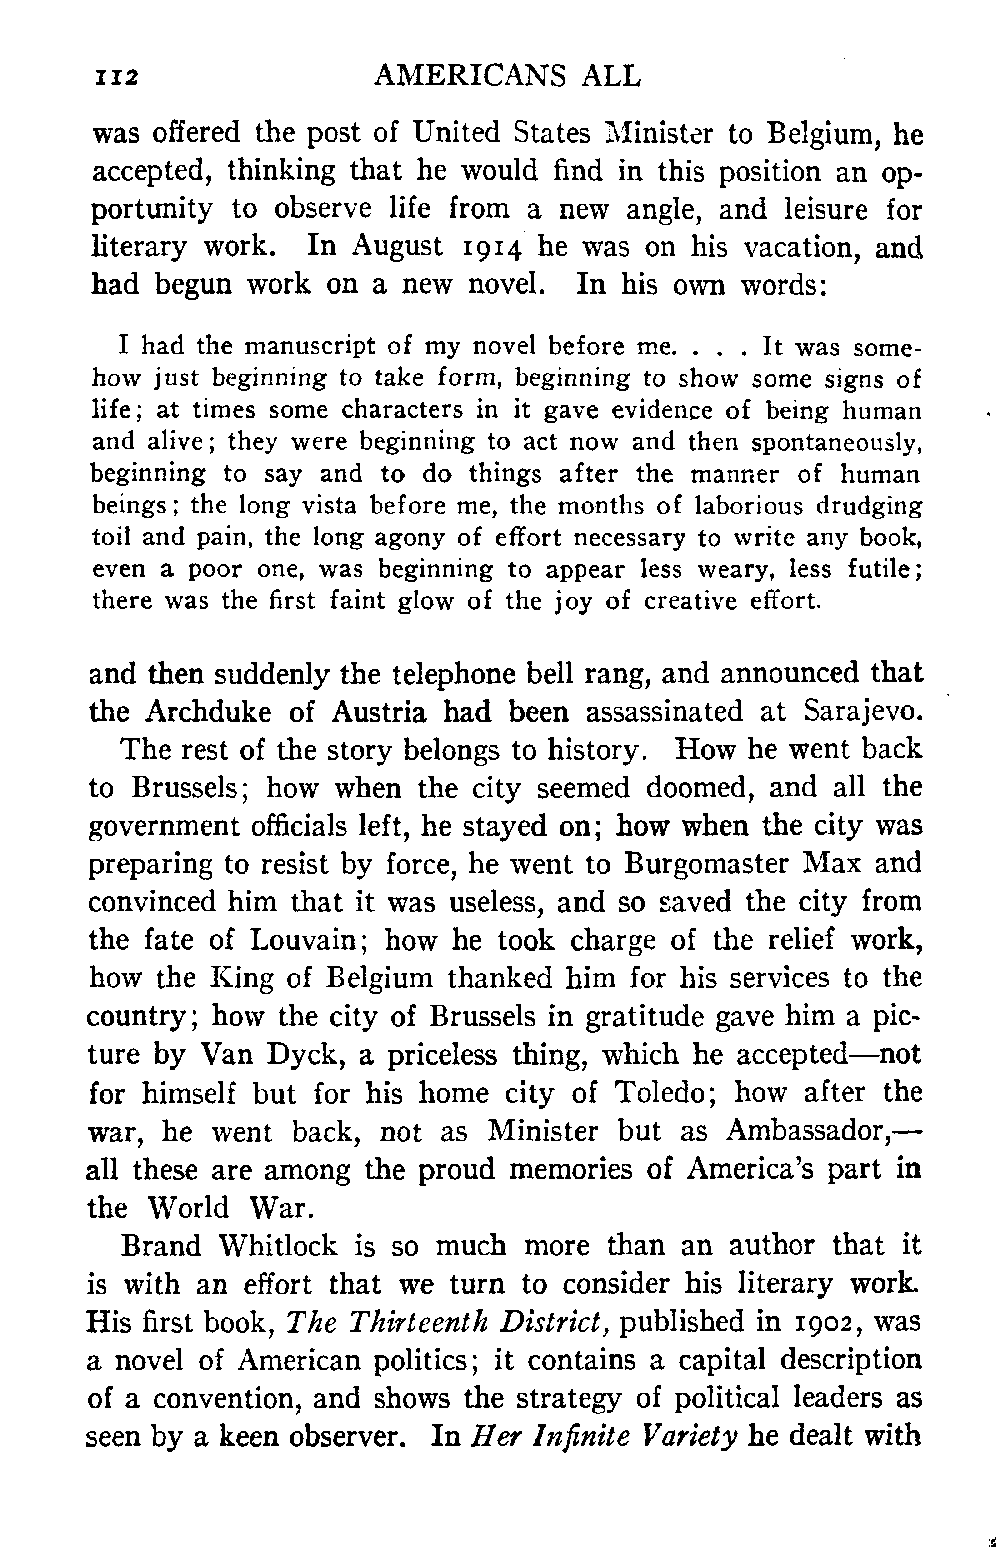 112 AMERICANS ALL
was offered the post of United States Minister to Belgium, he
accepted, thinking that he would find in this position an op-
portunity to observe life from a new angle, and leisure for
literary work. In August 1914 he was on his vacation, and
had begun work on a new novel. In his own words:
I had the manuscript of my novel before me. . . . It was some-
how just beginning to take form, beginning to show some signs of
life; at times some characters in it gave evidence of being human
and alive; they were beginning to act now and then spontaneously,
beginning to say and to do things after the manner of human
beings; the long vista before me, the months of laborious drudging
toil and pain, the long agony of effort necessary to write any book,
even a poor one, was beginning to appear less weary, less futile;
there was the first faint glow of the joy of creative effort.
and then suddenly the telephone bell rang, and announced that
the Archduke of Austria had been assassinated at Sarajevo.
The rest of the story belongs to history. How he went back
to Brussels; how when the city seemed doomed, and all the
government officials left, he stayed on; how when the city was
preparing to resist by force, he went to Burgomaster Max and
convinced him that it was useless, and so saved the city from
the fate of Louvain; how he took charge of the relief work,
how the King of Belgium thanked him for his services to the
country; how the city of Brussels in gratitude gave him a pic-
ture by Van Dyck, a priceless thing, which he accepted—not
for himself but for his home city of Toledo; how after the
war, he went back, not as Minister but as Ambassador,—
all these are among the proud memories of America's part in
the World War.
Brand Whitlock is so much more than an author that it
is with an effort that we turn to consider his literary work.
His first book, The Thirteenth District, published in 1902, was
a novel of American politics; it contains a capital description
of a convention, and shows the strategy of political leaders as
seen by a keen observer. In Her Infinite Variety he dealt with